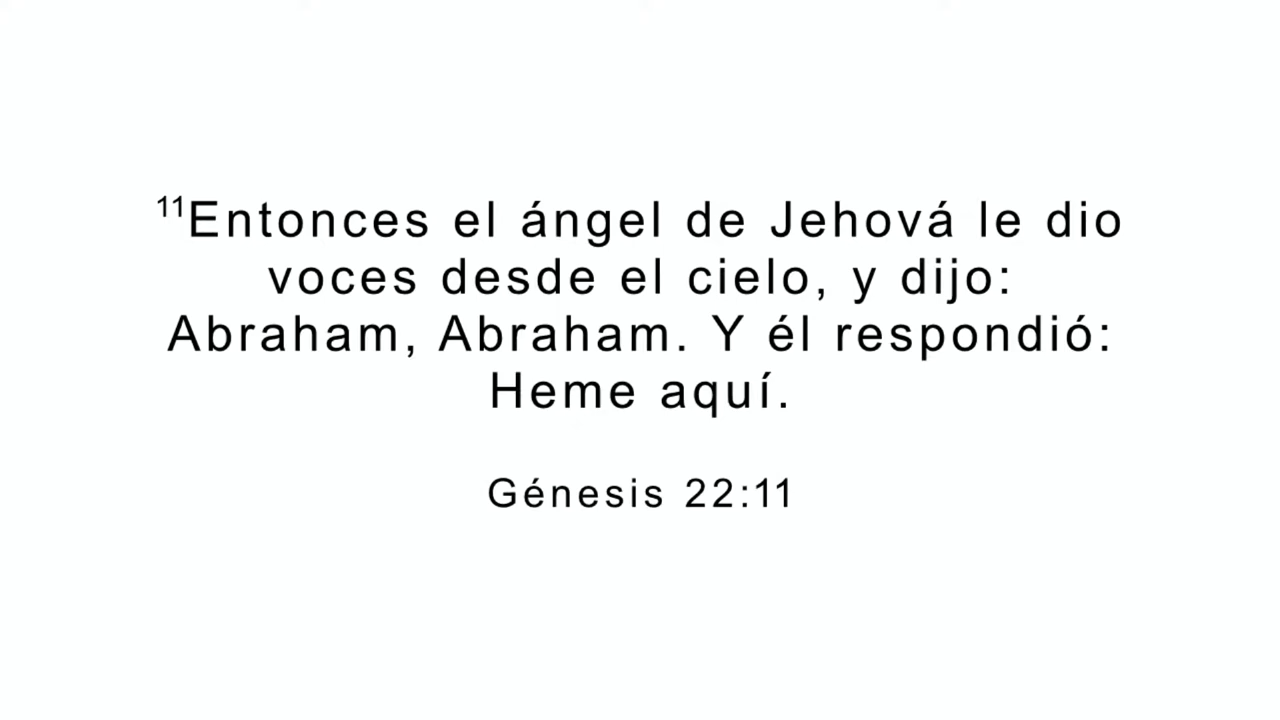 ¹¹Entonces el ángel de Jehová le dio
voces desde el cielo, y dijo:
Abraham, Abraham. Y él respondió:
Heme aquí.
Génesis 22:11